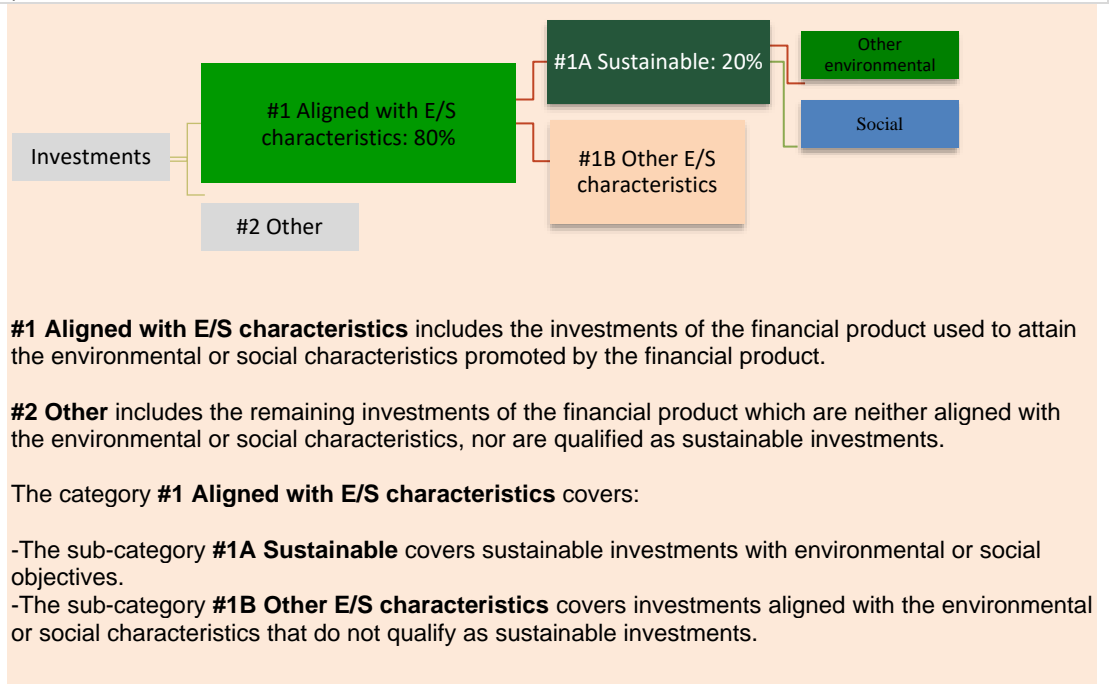 Investments
#1 Aligned with E/S
characteristics: 80%
#2 Other
#1A Sustainable: 20%
#1B Other E/S
characteristics
Other
environmental
Social
#1 Aligned with E/S characteristics includes the investments of the financial product used to attain
the environmental or social characteristics promoted by the financial product.
#2 Other includes the remaining investments of the financial product which are neither aligned with
the environmental or social characteristics, nor are qualified as sustainable investments.
The category #1 Aligned with E/S characteristics covers:
-The sub-category #1A Sustainable covers sustainable investments with environmental or social
objectives.
-The sub-category #1B Other E/S characteristics covers investments aligned with the environmental
or social characteristics that do not qualify as sustainable investments.